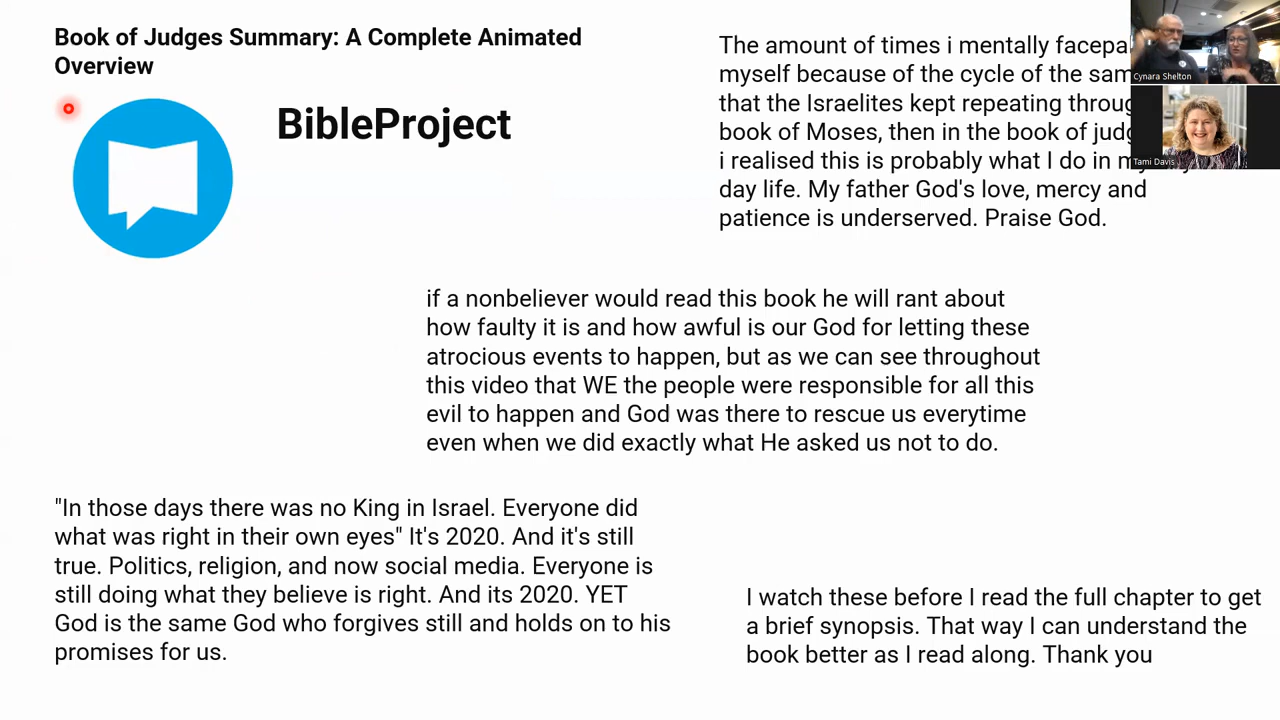 Book of Judges Summary: A Complete Animated
Overview
BibleProject
The amount of times i mentally facepa
myself because of the cycle of the sam
that the Israelites kept repeating throug
book of Moses, then in the book of judg
i realised this is probably what I do in my
day life. My father God's love, mercy and
patience is underserved. Praise God.
Cynara Shelton
Tami Davis
if a nonbeliever would read this book he will rant about
how faulty it is and how awful is our God for letting these
atrocious events to happen, but as we can see throughout
this video that WE the people were responsible for all this
evil to happen and God was there to rescue us everytime
even when we did exactly what He asked us not to do.
"In those days there was no King in Israel. Everyone did
what was right in their own eyes" It's 2020. And it's still
true. Politics, religion, and now social media. Everyone is
still doing what they believe is right. And its 2020. YET
God is the same God who forgives still and holds on to his
promises for us.
I watch these before I read the full chapter to get
a brief synopsis. That way I can understand the
book better as I read along. Thank you